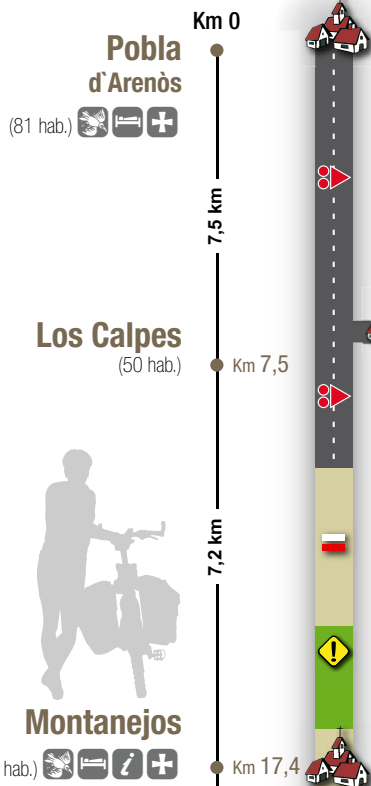 Km 0
Pobla
d`Arenòs
(81 hab.)
7,5 km
Los Calpes
(50 hab.)
Km 7,5
7,2 km
!
Montanejos
hab.)
i
Km 17,4